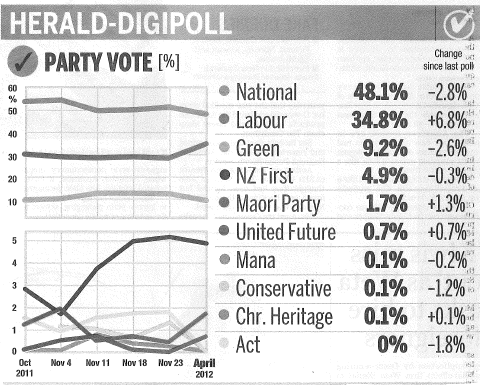 HERALD-DIGIPOLL
PARTY VOTE [%]
Change
since last poll
60
%
50
40
30
20
10
National 48.1% -2.8%
Labour 34.8% +6.8%
Green 9.2% -2.6%
NZ First 4.9% -0.3%
Maori Party 1.7% +1.3%
United Future 0.7% +0.7%
Mana 0.1% -0.2%
Conservative 0.1% -1.2%
Chr. Heritage 0.1% +0.1%
Act 0% -1.8%
5
4
3
2
1
0
Oct Nov 4 Nov 11 Nov 18 Nov 23 April
2011 2012